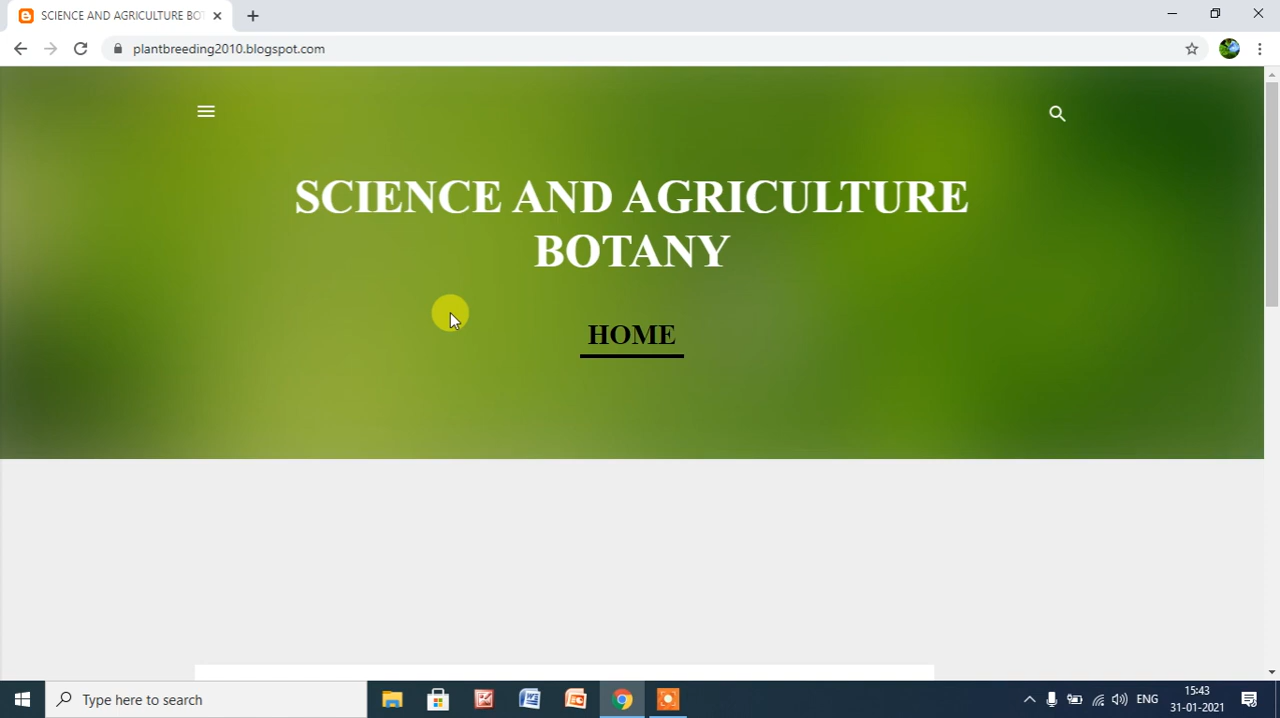 SCIENCE AND AGRICULTURE BOT
plantbreeding2010.blogspot.com
SCIENCE AND AGRICULTURE
BOTANY
HOME
Type here to search
ENG
15:43
31-01-2021